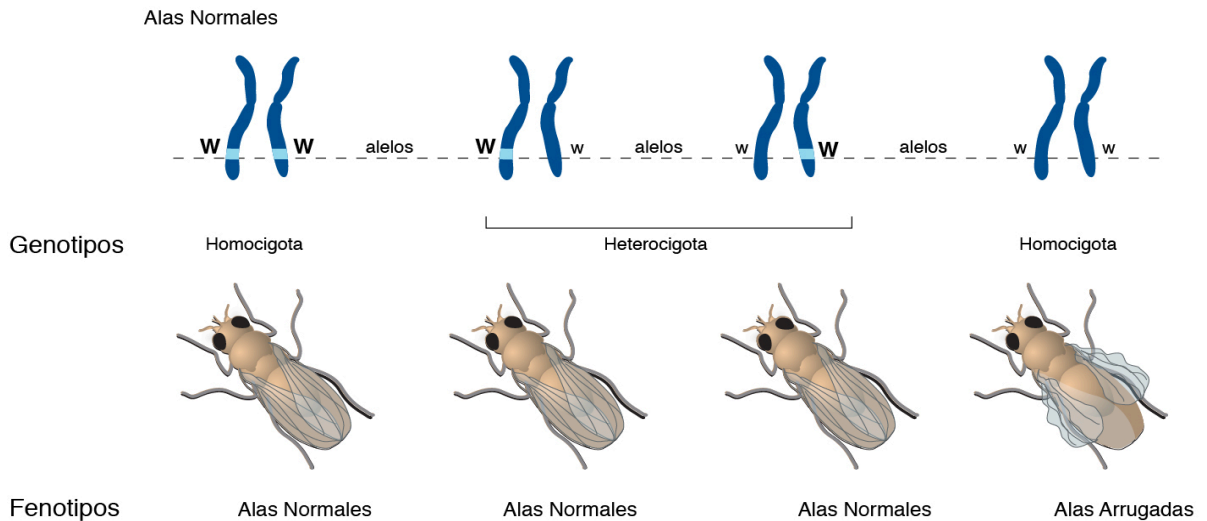 Alas Normales
W W alelos W w alelos w W alelos w w
Genotipos Homocigota Heterocigota Homocigota
Fenotipos Alas Normales Alas Normales Alas Normales Alas Arrugadas